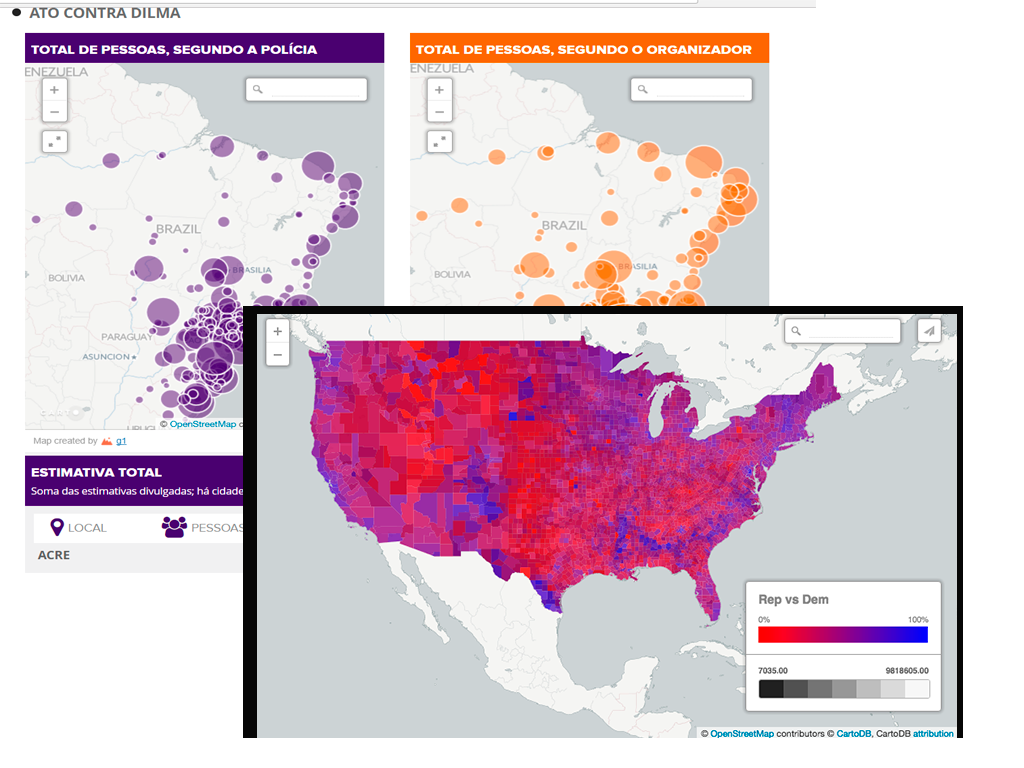 ATO CONTRA DILMA
TOTAL DE PESSOAS, SEGUNDO A POLÍCIA
ENEZUELA
+
−
BRAZIL
BRASILIA
BOLIVIA
PARAGUAY
ASUNCION
© OpenStreetMap c
Map created by g1
ESTIMATIVA TOTAL
Soma das estimativas divulgadas; há cidade
LOCAL
PESSOAS
ACRE
TOTAL DE PESSOAS, SEGUNDO O ORGANIZADOR
ENEZUELA
+
−
BRAZIL
BRASILIA
BOLIVIA
+
−
Rep vs Dem
0% 100%
7035.00 9818605.00
© OpenStreetMap contributors © CartoDB, CartoDB attribution